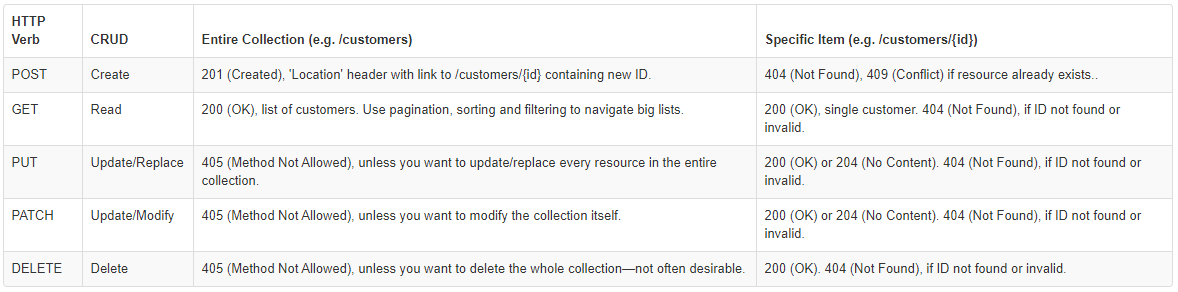 HTTP
Verb
CRUD
Entire Collection (e.g. /customers)
Specific Item (e.g. /customers/{id})
POST
Create
201 (Created), 'Location' header with link to /customers/{id} containing new ID.
404 (Not Found), 409 (Conflict) if resource already exists..
GET
Read
200 (OK), list of customers. Use pagination, sorting and filtering to navigate big lists.
200 (OK), single customer. 404 (Not Found), if ID not found or
invalid.
PUT
Update/Replace
405 (Method Not Allowed), unless you want to update/replace every resource in the entire
collection.
200 (OK) or 204 (No Content). 404 (Not Found), if ID not found or
invalid.
PATCH
Update/Modify
405 (Method Not Allowed), unless you want to modify the collection itself.
200 (OK) or 204 (No Content). 404 (Not Found), if ID not found or
invalid.
DELETE
Delete
405 (Method Not Allowed), unless you want to delete the whole collection—not often desirable.
200 (OK). 404 (Not Found), if ID not found or invalid.